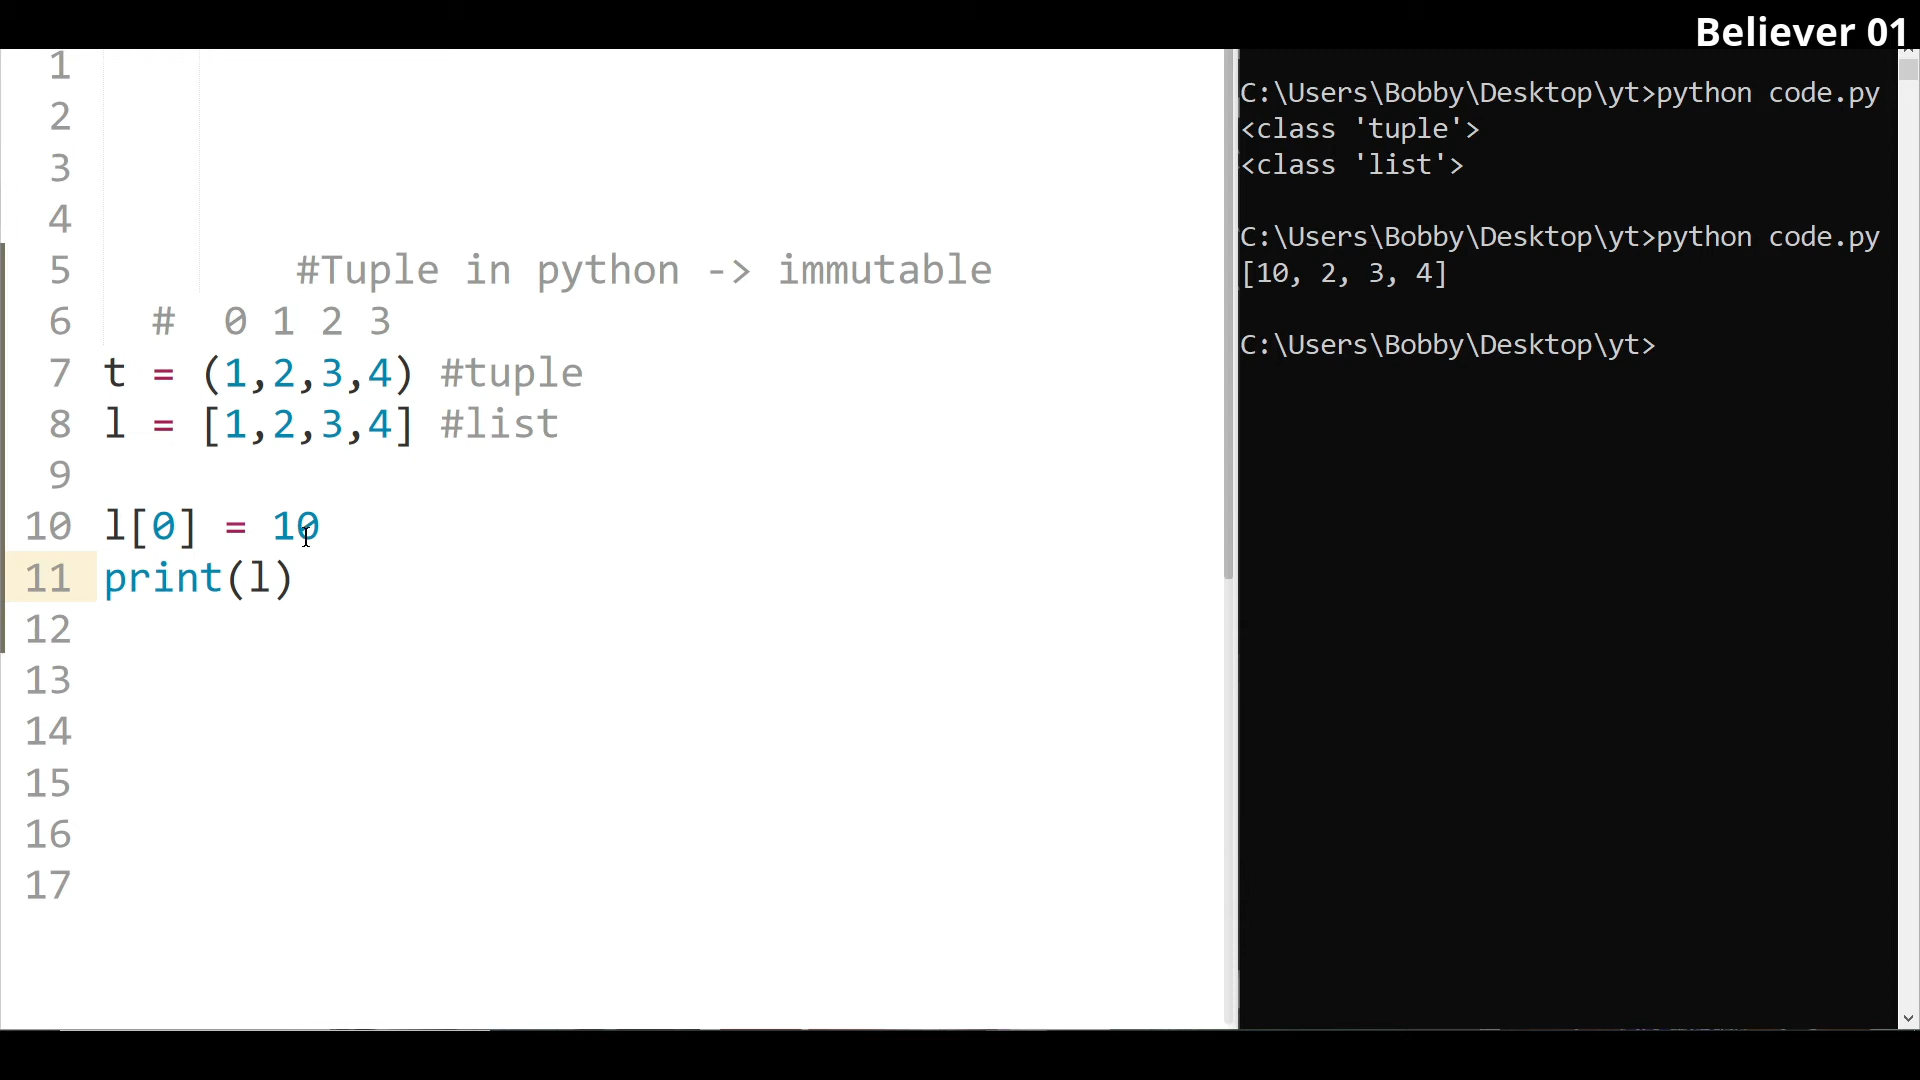 Believer 01
1
2
3
4
5 #Tuple in python -> immutable
6 # 0 1 2 3
7 t = (1,2,3,4) #tuple
8 l = [1,2,3,4] #list
9
10 l[0] = 10
11 print(l)
12
13
14
15
16
17
C:\Users\Bobby\Desktop\yt>python code.py
<class 'tuple'>
<class 'list'>
C:\Users\Bobby\Desktop\yt>python code.py
[10, 2, 3, 4]
C:\Users\Bobby\Desktop\yt>